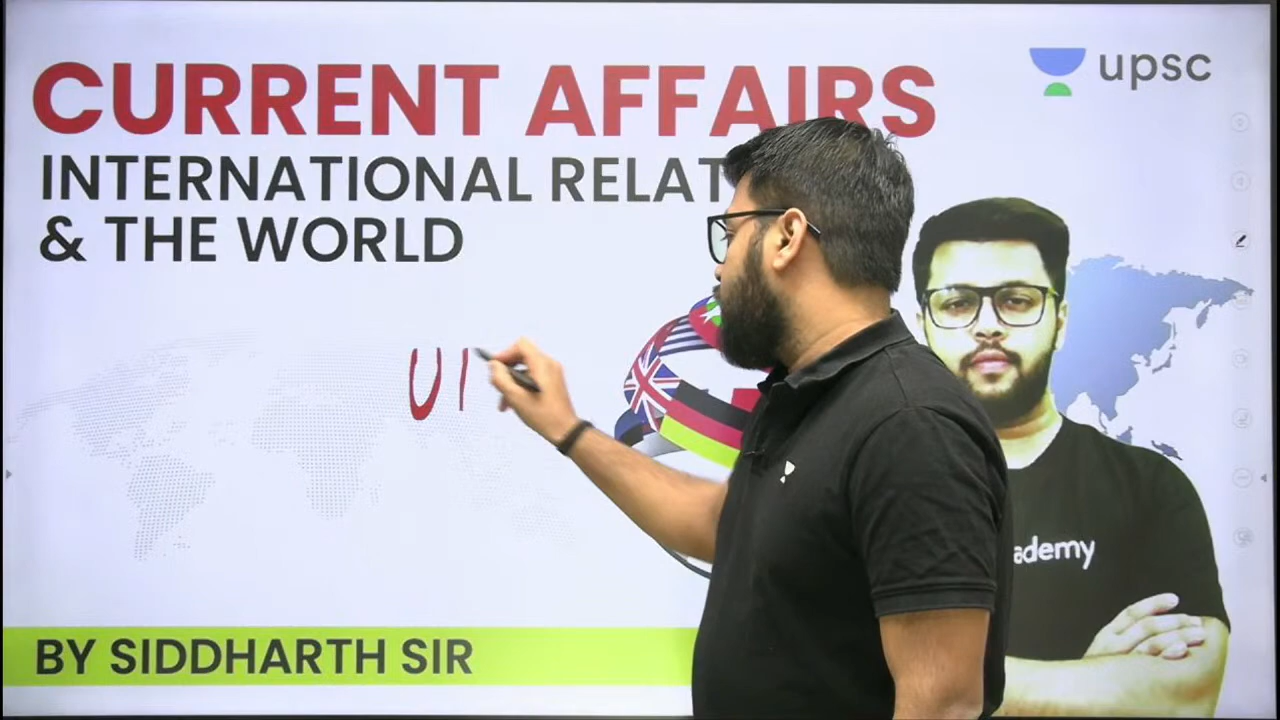 CURRENT AFFAIRS
upsc
INTERNATIONAL RELAT
& THE WORLD
UI
ademy
BY SIDDHARTH SIR